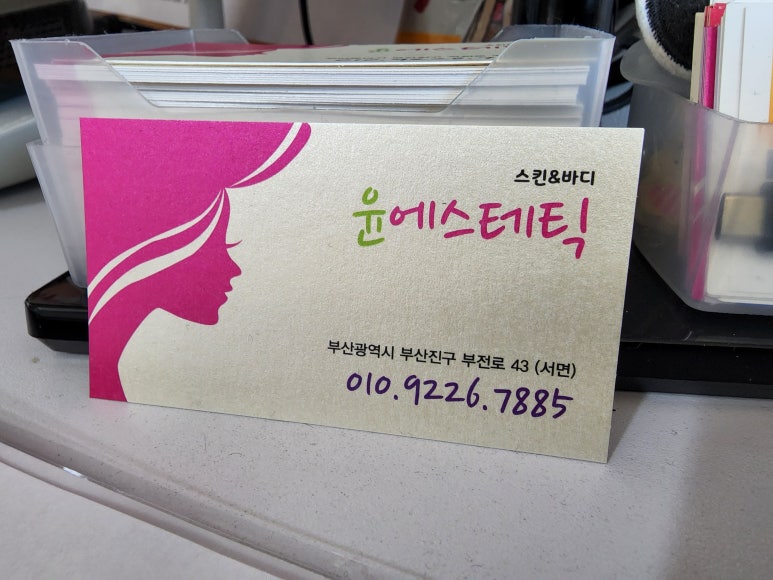 스킨&바디
윤에스테틱
부산광역시 부산진구 부전로 43 (서면)
010.9226.7885